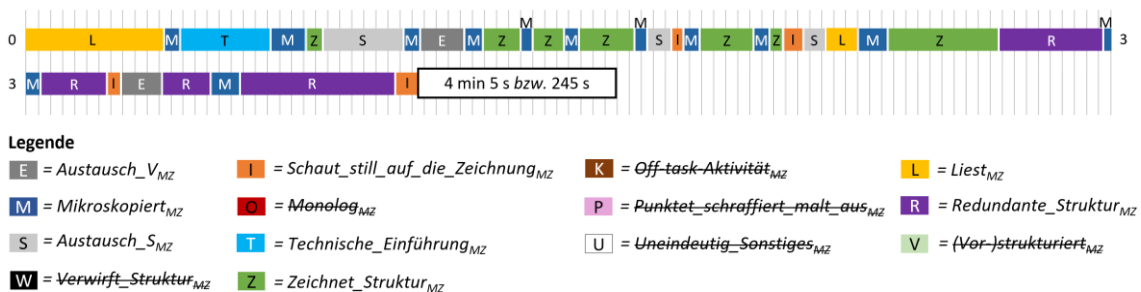 M M M
0 L M T M Z S M E M Z Z M Z S I M Z M Z I S L M Z R 3
3 M R I E R M R I 4 min 5 s bzw. 245 s
Legende
E = Austausch_V_MZ I = Schaut_still_auf_die_Zeichnung_MZ K = Off-task-Aktivität_MZ L = Liest_MZ
M = Mikroskopiert_MZ O = Monolog_MZ P = Punktet_schraffiert_malt_aus_MZ R = Redundante_Struktur_MZ
S = Austausch_S_MZ T = Technische_Einführung_MZ U = Uneindeutig_Sonstiges_MZ V = (Vor-)strukturiert_MZ
W = Verwirft_Struktur_MZ Z = Zeichnet_Struktur_MZ